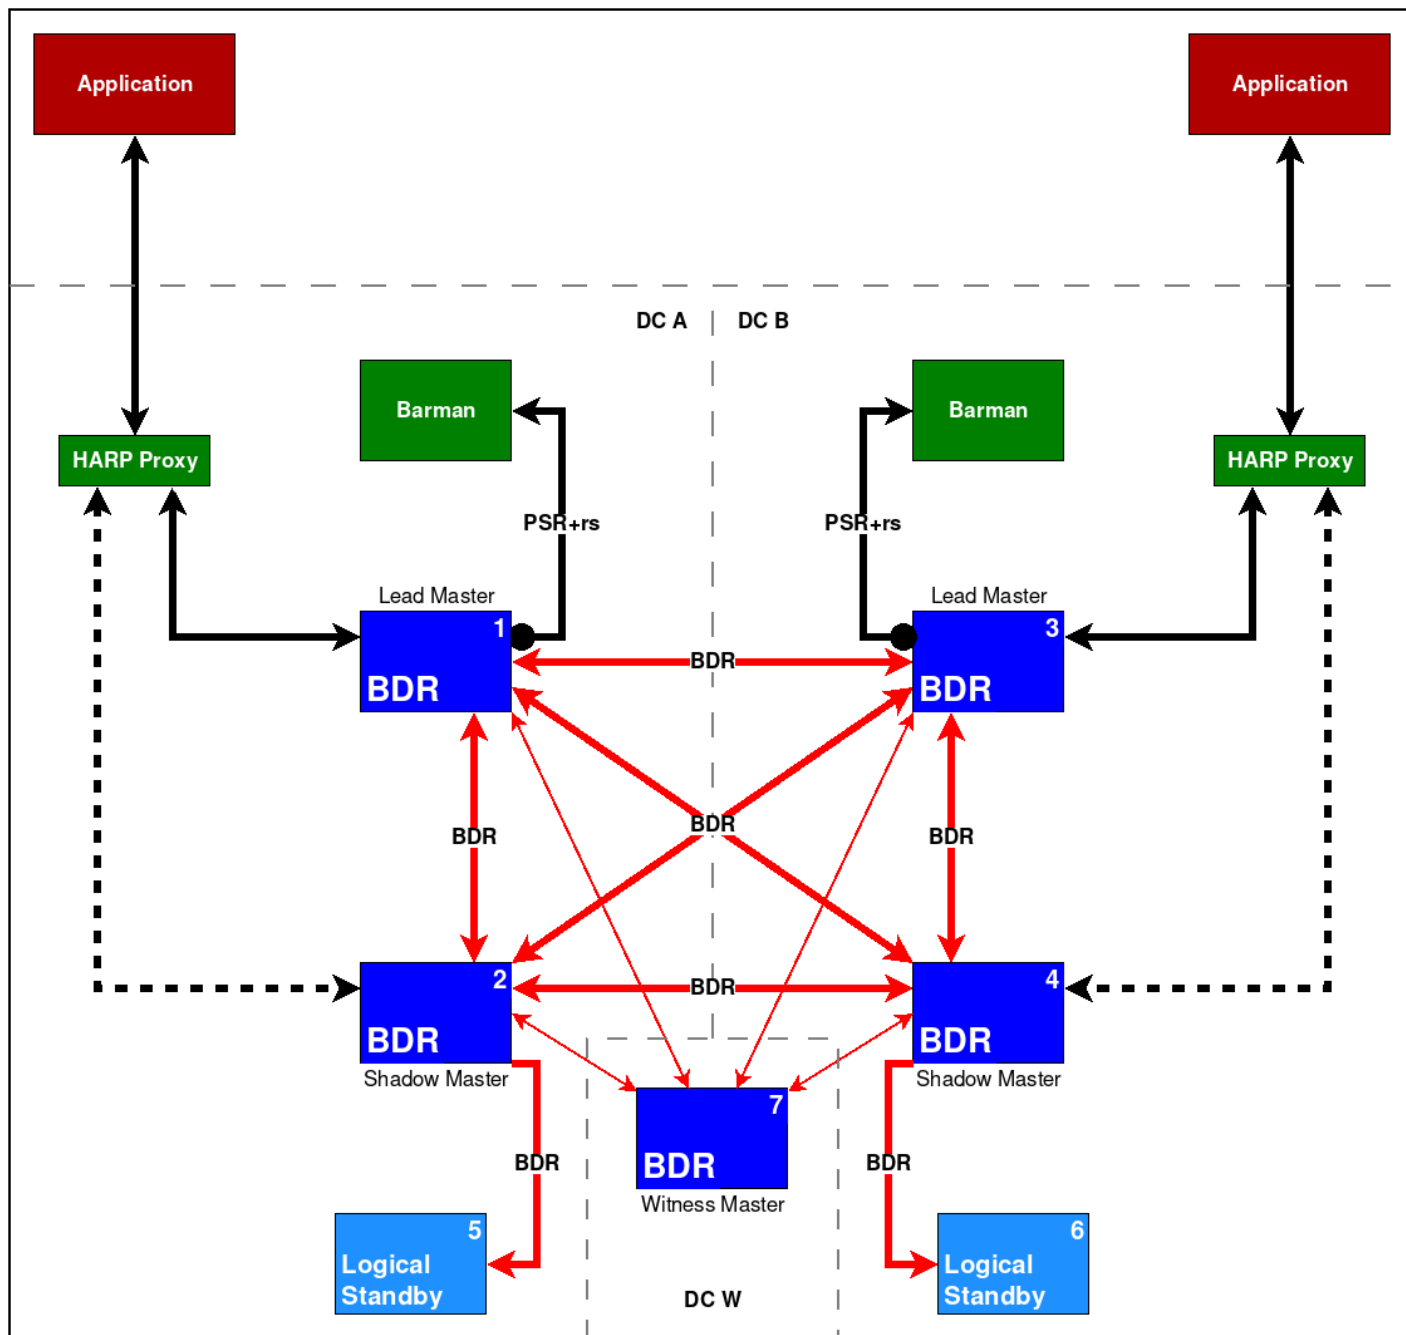 Application
Application
DC A
DC B
Barman
Barman
HARP Proxy
HARP Proxy
PSR+rs
PSR+rs
Lead Master
Lead Master
1
BDR
BDR
3
BDR
BDR
BDR
BDR
2
BDR
BDR
4
BDR
Shadow Master
Shadow Master
7
BDR
Witness Master
BDR
BDR
5
Logical
Standby
6
Logical
Standby
DC W
BDR